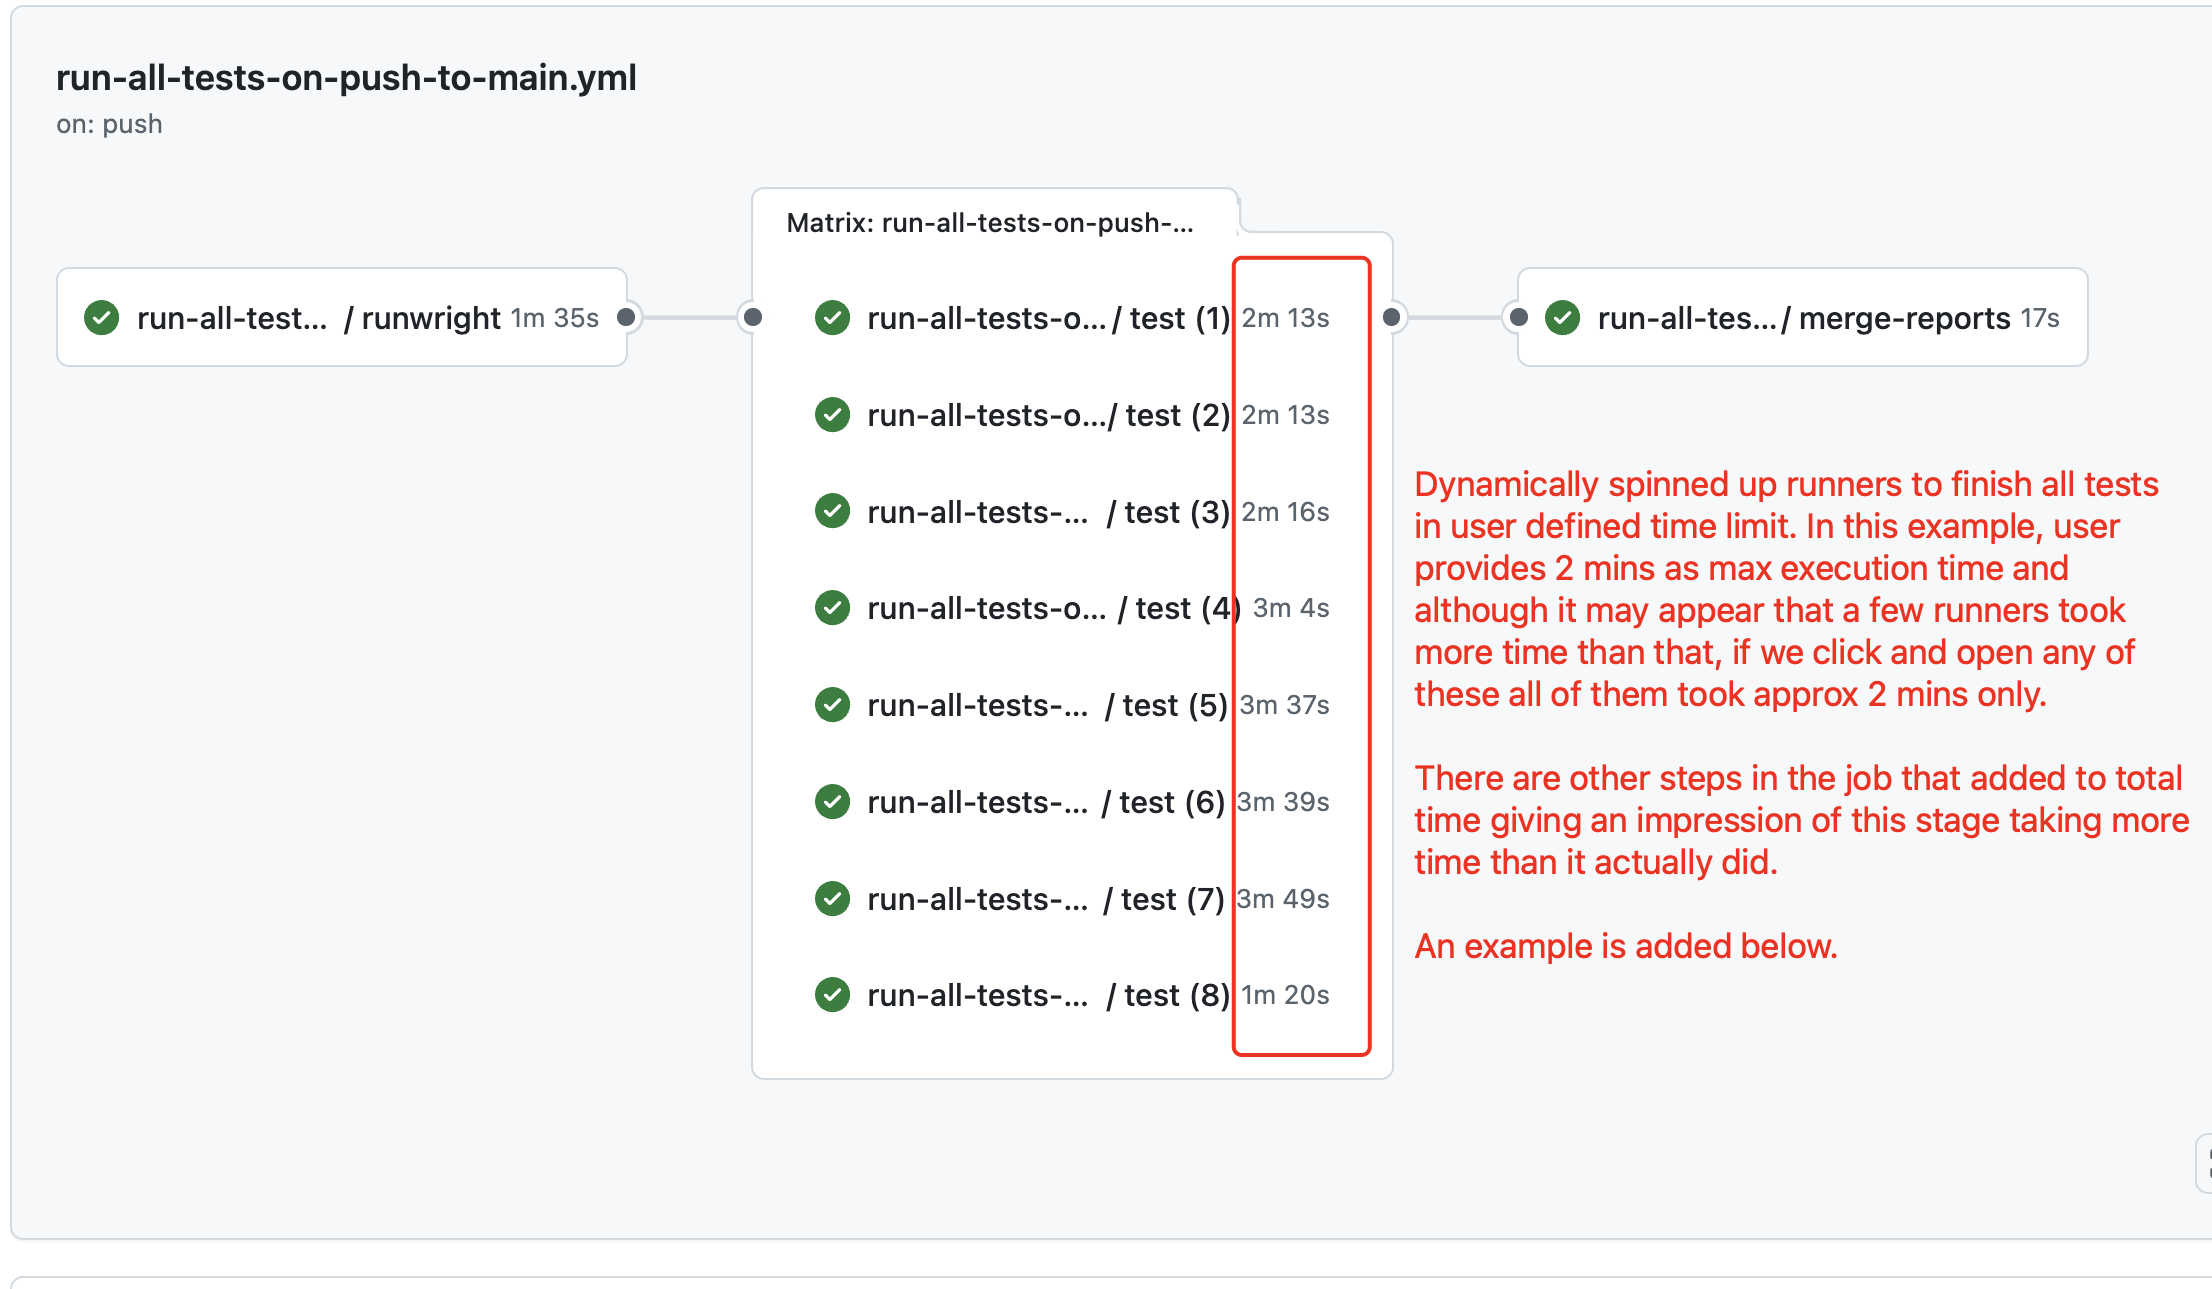 run-all-tests-on-push-to-main.yml
on: push
Matrix: run-all-tests-on-push-...
run-all-test... / runwright 1m 35s
run-all-tests-o... / test (1) 2m 13s
run-all-tests-o.../ test (2) 2m 13s
run-all-tests-... / test (3) 2m 16s
run-all-tests-o... / test (4) 3m 4s
run-all-tests-... / test (5) 3m 37s
run-all-tests-... / test (6) 3m 39s
run-all-tests-... / test (7) 3m 49s
run-all-tests-... / test (8) 1m 20s
run-all-tes... / merge-reports 17s
Dynamically spinned up runners to finish all tests
in user defined time limit. In this example, user
provides 2 mins as max execution time and
although it may appear that a few runners took
more time than that, if we click and open any of
these all of them took approx 2 mins only.
There are other steps in the job that added to total
time giving an impression of this stage taking more
time than it actually did.
An example is added below.